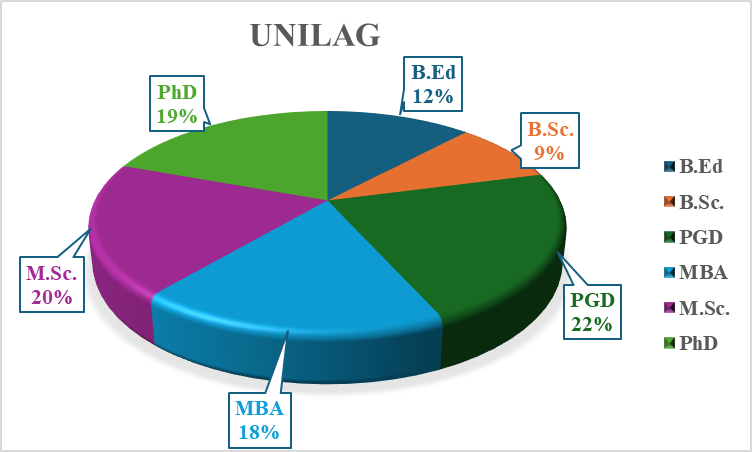 UNILAG
B.Ed
12%
B.Sc.
9%
PGD
22%
MBA
18%
M.Sc.
20%
PhD
19%
B.Ed
B.Sc.
PGD
MBA
M.Sc.
PhD